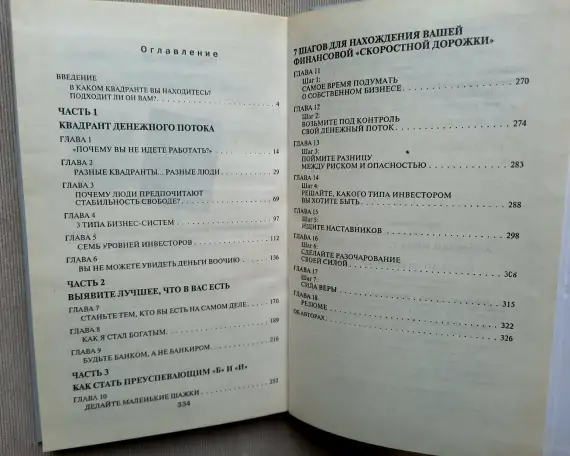 Оглавление
ВВЕДЕНИЕ
В КАКОМ КВАДРАНТЕ ВЫ НАХОДИТЕСЬ?
ПОДХОДИТ ЛИ ОН ВАМ? 4
ЧАСТЬ 1
КВАДРАНТ ДЕНЕЖНОГО ПОТОКА
ГЛАВА 1
«ПОЧЕМУ ВЫ НЕ ИДЕТЕ РАБОТАТЬ?» 14
ГЛАВА 2
РАЗНЫЕ КВАДРАНТЫ... РАЗНЫЕ ЛЮДИ 29
ГЛАВА 3
ПОЧЕМУ ЛЮДИ ПРЕДПОЧИТАЮТ
СТАБИЛЬНОСТЬ СВОБОДЕ? 69
ГЛАВА 4
3 ТИПА БИЗНЕС-СИСТЕМ 97
ГЛАВА 5
СЕМЬ УРОВНЕЙ ИНВЕСТОРОВ 112
ГЛАВА 6
ВЫ НЕ МОЖЕТЕ УВИДЕТЬ ДЕНЬГИ ВООЧИЮ 136
ЧАСТЬ 2
ВЫЯВИТЕ ЛУЧШЕЕ, ЧТО В ВАС ЕСТЬ
ГЛАВА 7
СТАНЬТЕ ТЕМ, КТО ВЫ ЕСТЬ НА САМОМ ДЕЛЕ 170
ГЛАВА 8
КАК Я СТАЛ БОГАТЫМ 189
ГЛАВА 9
БУДЬТЕ БАНКОМ, А НЕ БАНКИРОМ 216
ЧАСТЬ 3
КАК СТАТЬ ПРЕУСПЕВАЮЩИМ «Б» И «И»
ГЛАВА 10
ДЕЛАЙТЕ МАЛЕНЬКИЕ ШАЖКИ 251
334
7 ШАГОВ ДЛЯ НАХОЖДЕНИЯ ВАШЕЙ
ФИНАНСОВОЙ «СКОРОСТНОЙ ДОРОЖКИ»
ГЛАВА 11
Шаг 1:
САМОЕ ВРЕМЯ ПОДУМАТЬ
О СОБСТВЕННОМ БИЗНЕСЕ 270
ГЛАВА 12
Шаг 2:
ВОЗЬМИТЕ ПОД КОНТРОЛЬ
СВОЙ ДЕНЕЖНЫЙ ПОТОК 274
ГЛАВА 13
Шаг 3:
ПОЙМИТЕ РАЗНИЦУ
МЕЖДУ РИСКОМ И ОПАСНОСТЬЮ 283
ГЛАВА 14
Шаг 4:
РЕШАЙТЕ, КАКОГО ТИПА ИНВЕСТОРОМ
ВЫ ХОТИТЕ БЫТЬ 288
ГЛАВА 15
Шаг 5:
ИЩИТЕ НАСТАВНИКОВ 298
ГЛАВА 16
Шаг 6:
СДЕЛАЙТЕ РАЗОЧАРОВАНИЕ
СВОЕЙ СИЛОЙ 308
ГЛАВА 17
Шаг 7:
СИЛА ВЕРЫ 315
ГЛАВА 18
РЕЗЮМЕ 322
ОБ АВТОРАХ 326